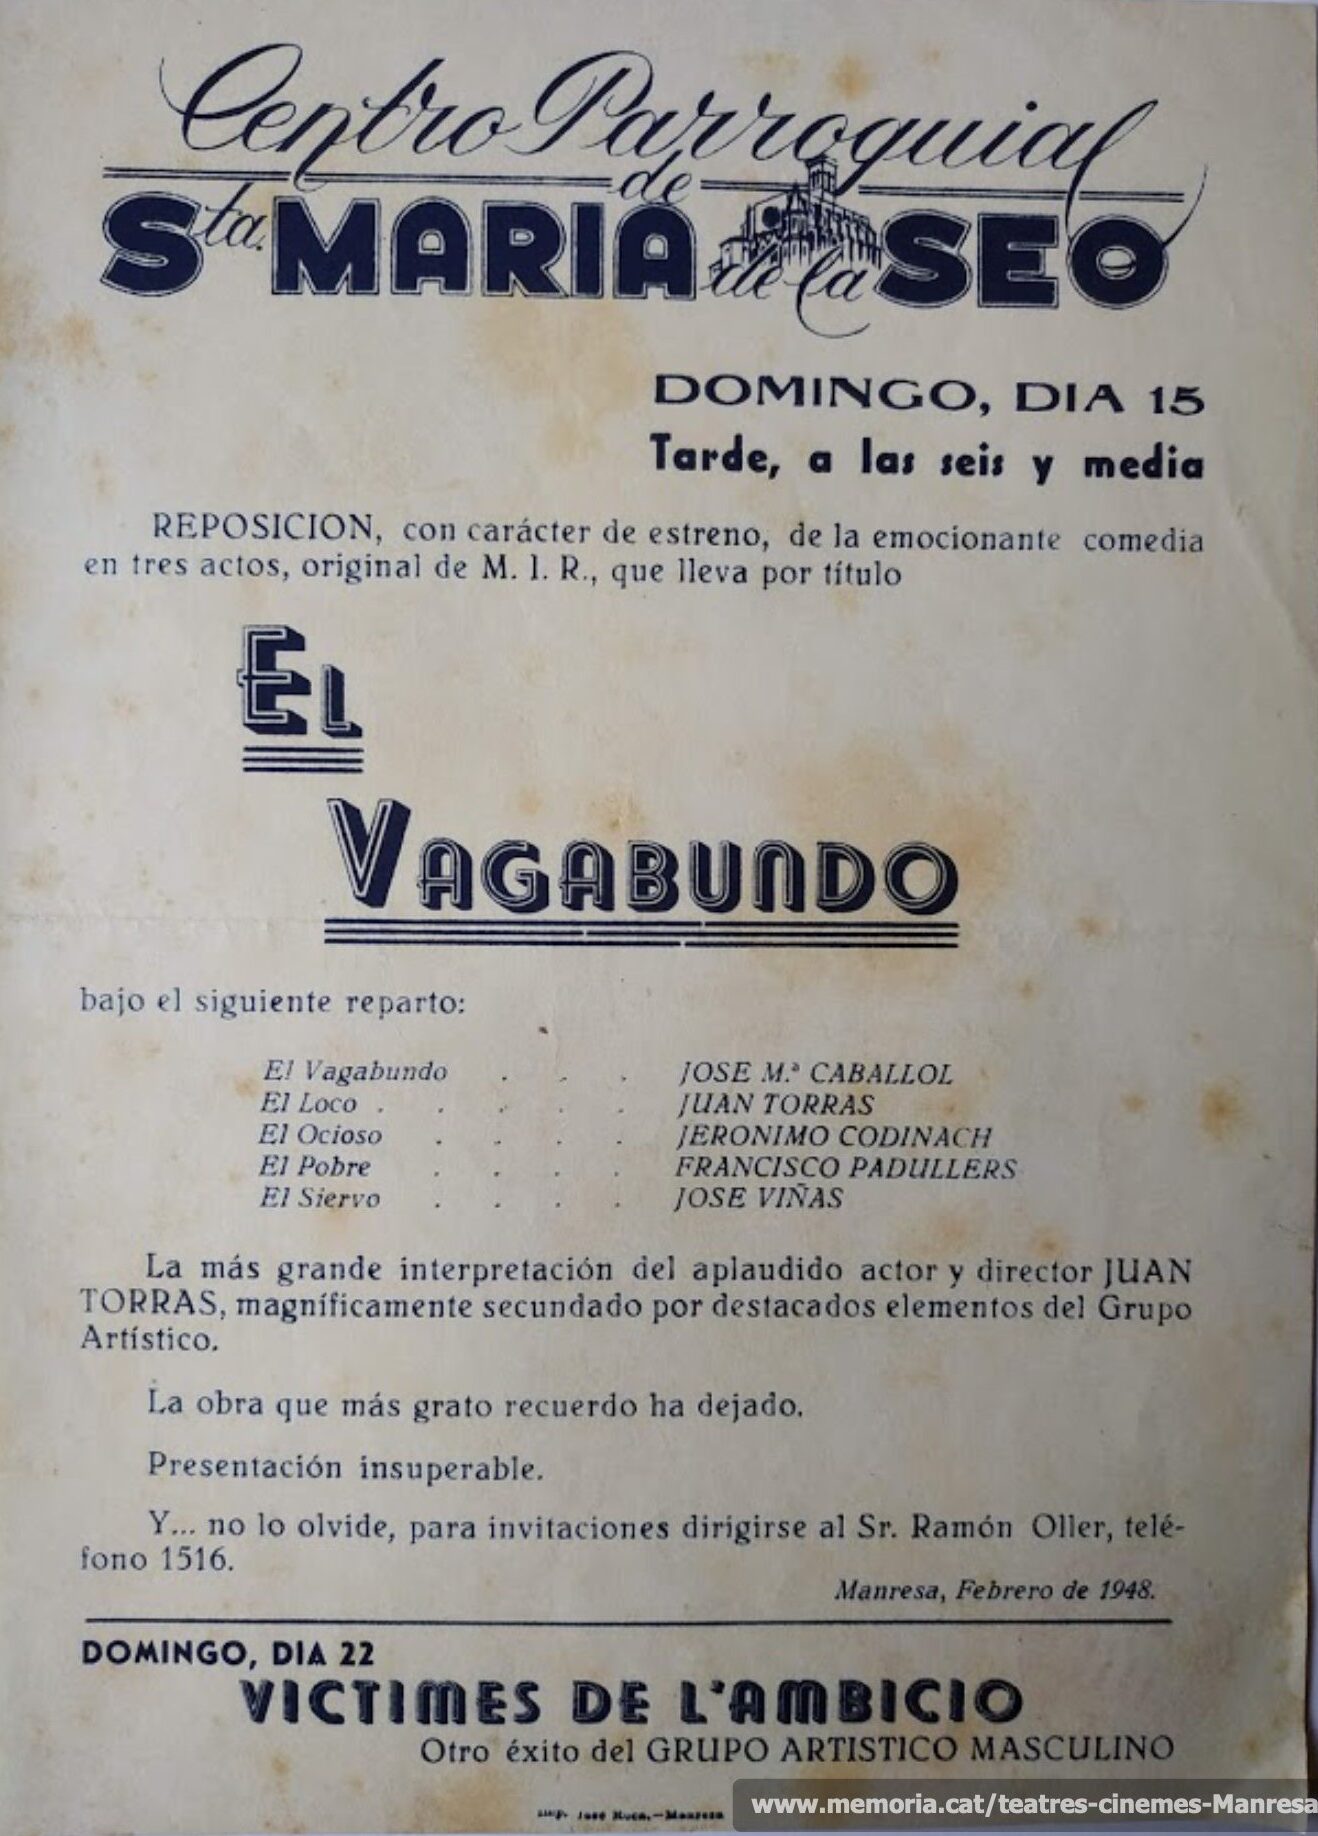 Centro Parroquial
de
Sta. MARIA de la SEO
DOMINGO, DIA 15
Tarde, a las seis y media
REPOSICION, con carácter de estreno, de la emocionante comedia
en tres actos, original de M. I. R., que lleva por título
EL
VAGABUNDO
bajo el siguiente reparto:
El Vagabundo . . . JOSE M.ª CABALLOL
El Loco . . . . . JUAN TORRAS
El Ocioso . . . . JERONIMO CODINACH
El Pobre . . . . FRANCISCO PADULLERS
El Siervo . . . . JOSE VIÑAS
La más grande interpretación del aplaudido actor y director JUAN
TORRAS, magníficamente secundado por destacados elementos del Grupo
Artístico.
La obra que más grato recuerdo ha dejado.
Presentación insuperable.
Y... no lo olvide, para invitaciones dirigirse al Sr. Ramón Oller, telé-
fono 1516.
Manresa, Febrero de 1948.
DOMINGO, DIA 22
VICTIMES DE L'AMBICIO
Otro éxito del GRUPO ARTISTICO MASCULINO
Imp. José Roca.—Manresa
www.memoria.cat/teatres-cinemes-Manresa